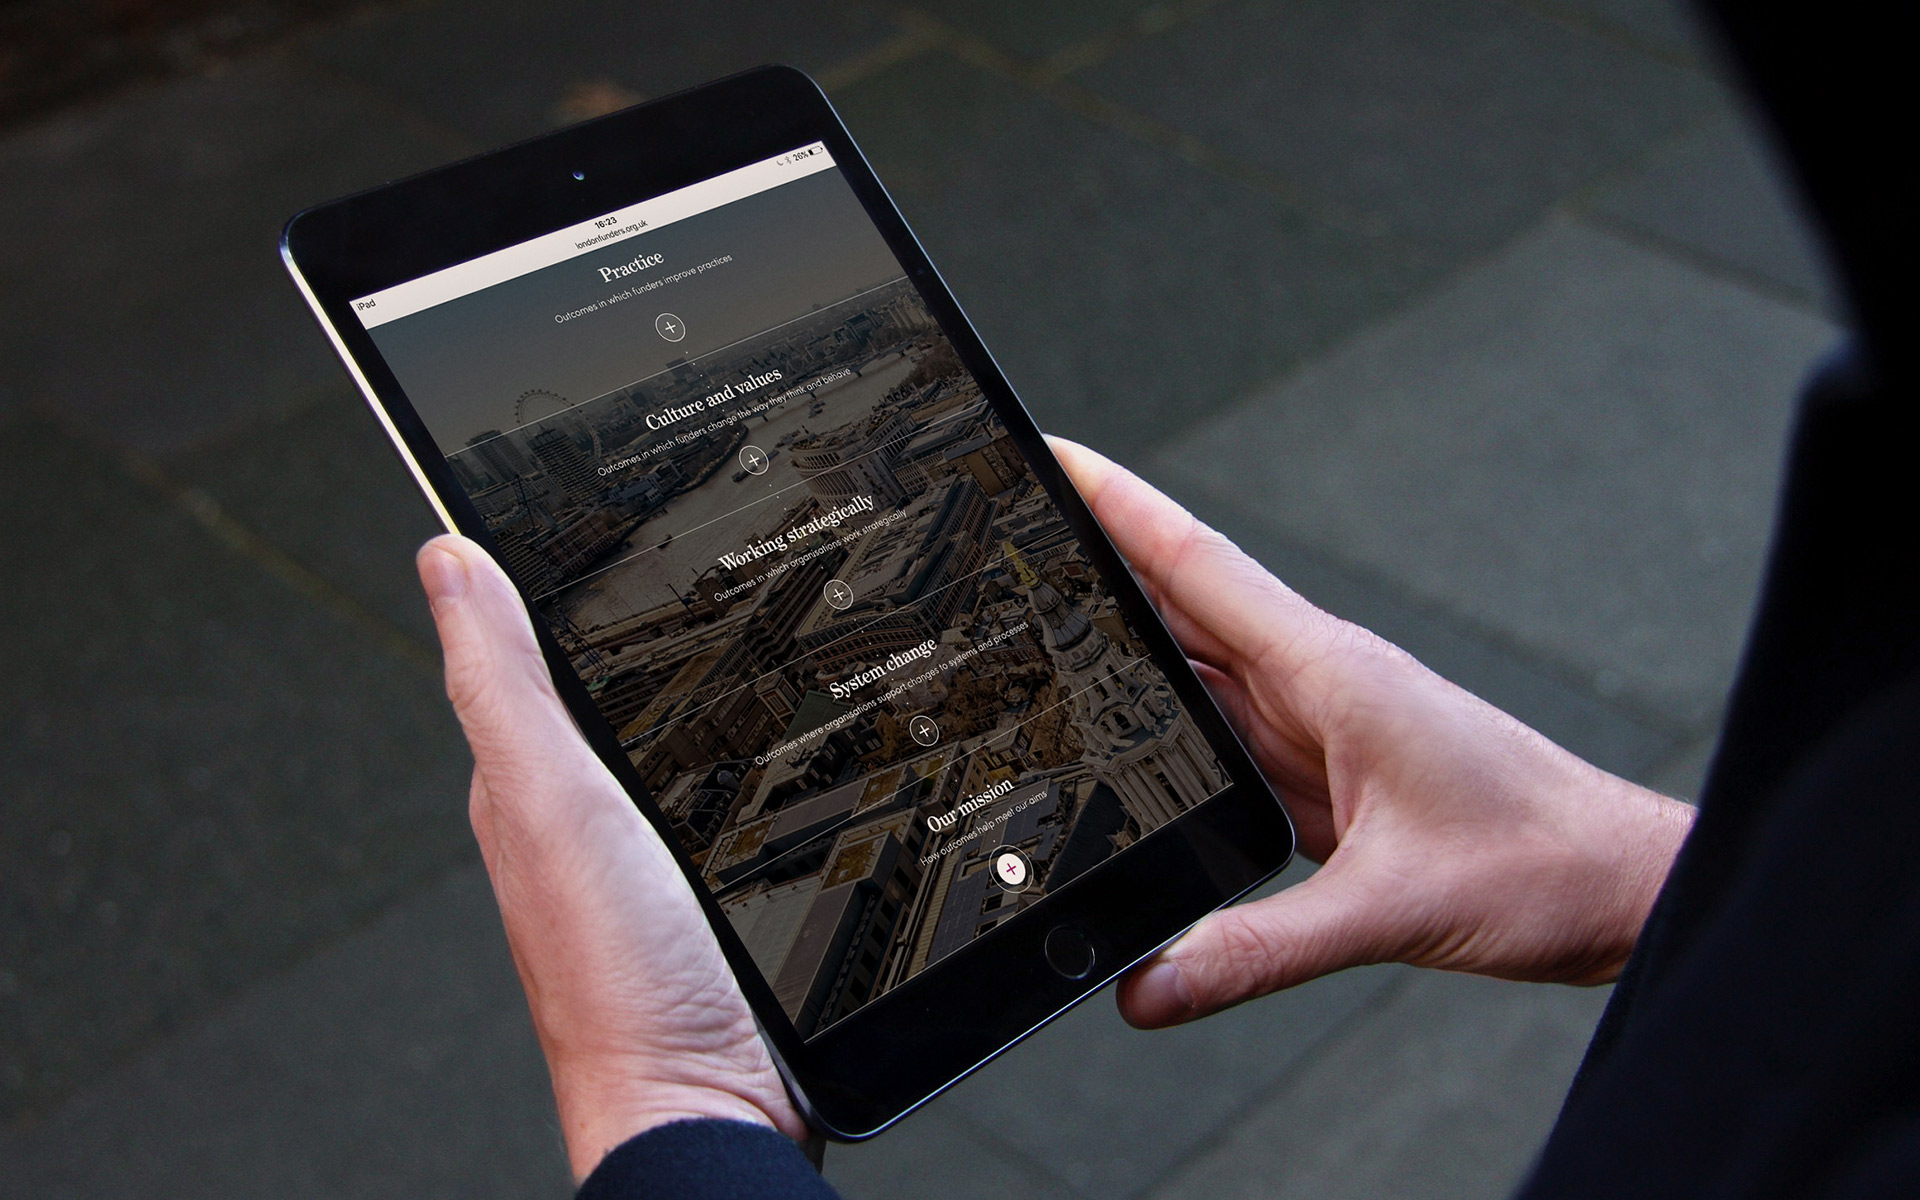 iPad
16:23
londonfunders.org.uk
26%
Practice
Outcomes in which funders improve practices
Culture and values
Outcomes in which funders change the way they think and behave
Working strategically
Outcomes in which organisations work strategically
System change
Outcomes where organisations support changes to systems and processes
Our mission
How outcomes help meet our aims